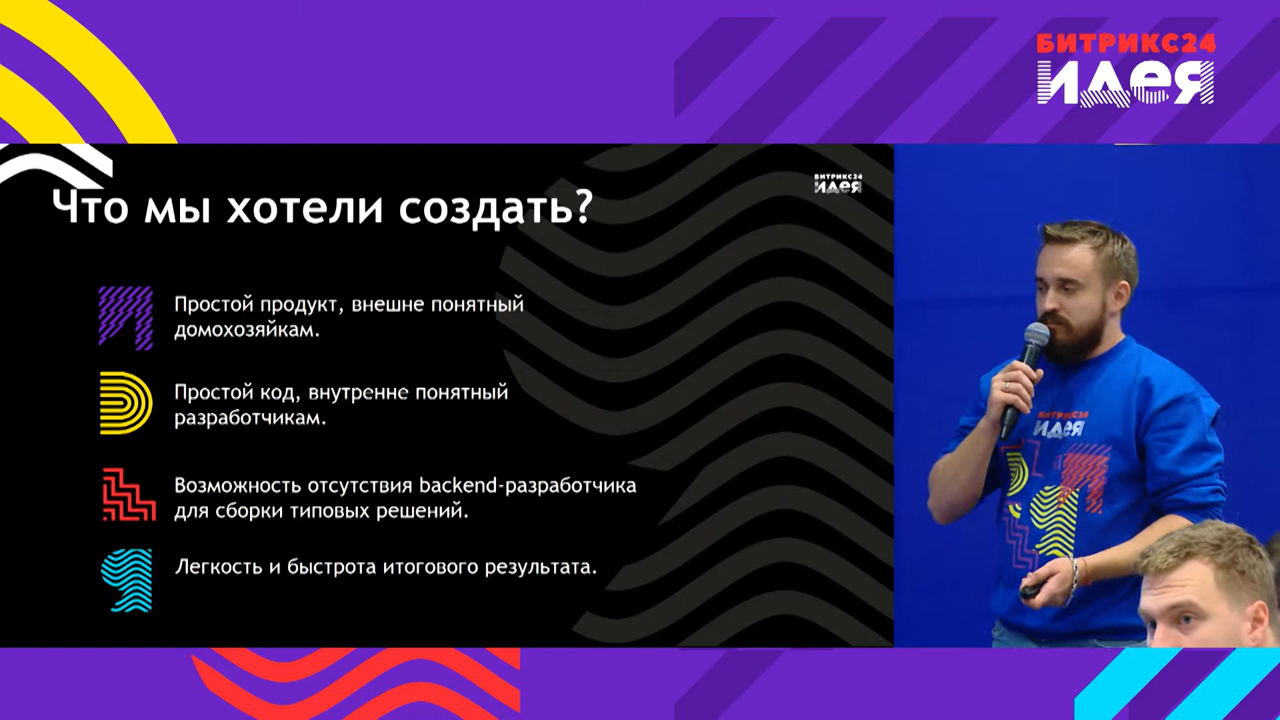 БИТРИКС24
ИДЕЯ
Что мы хотели создать?
БИТРИКС24
ИДЕЯ
Простой продукт, внешне понятный
домохозяйкам.
Простой код, внутренне понятный
разработчикам.
Возможность отсутствия backend-разработчика
для сборки типовых решений.
Легкость и быстрота итогового результата.
БИТРИКС24
ИДЕЯ